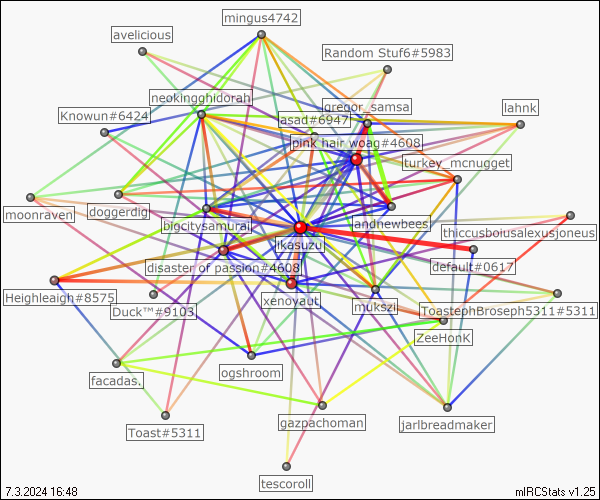 mingus4742
avelicious
Random Stuf6#5983
neokingghidorah
gregor_samsa
lahnk
Knowun#6424
asad#6947
pink hair woag#4608
turkey_mcnugget
moonraven
doggerdig
bigcitysamurai
andnewbees
thiccusboisalexusjoneus
ikasuzu
disaster of passion#4608
default#0617
Heighleigh#8575
xenoyaut
Duck™#9103
mukszi
ToastephBroseph5311#5311
ZeeHonk
facadas.
ogshroom
Toast#5311
gazpachoman
jarlbreadmaker
tescoroll
7.3.2024 16:48
mIRCStats v1.25